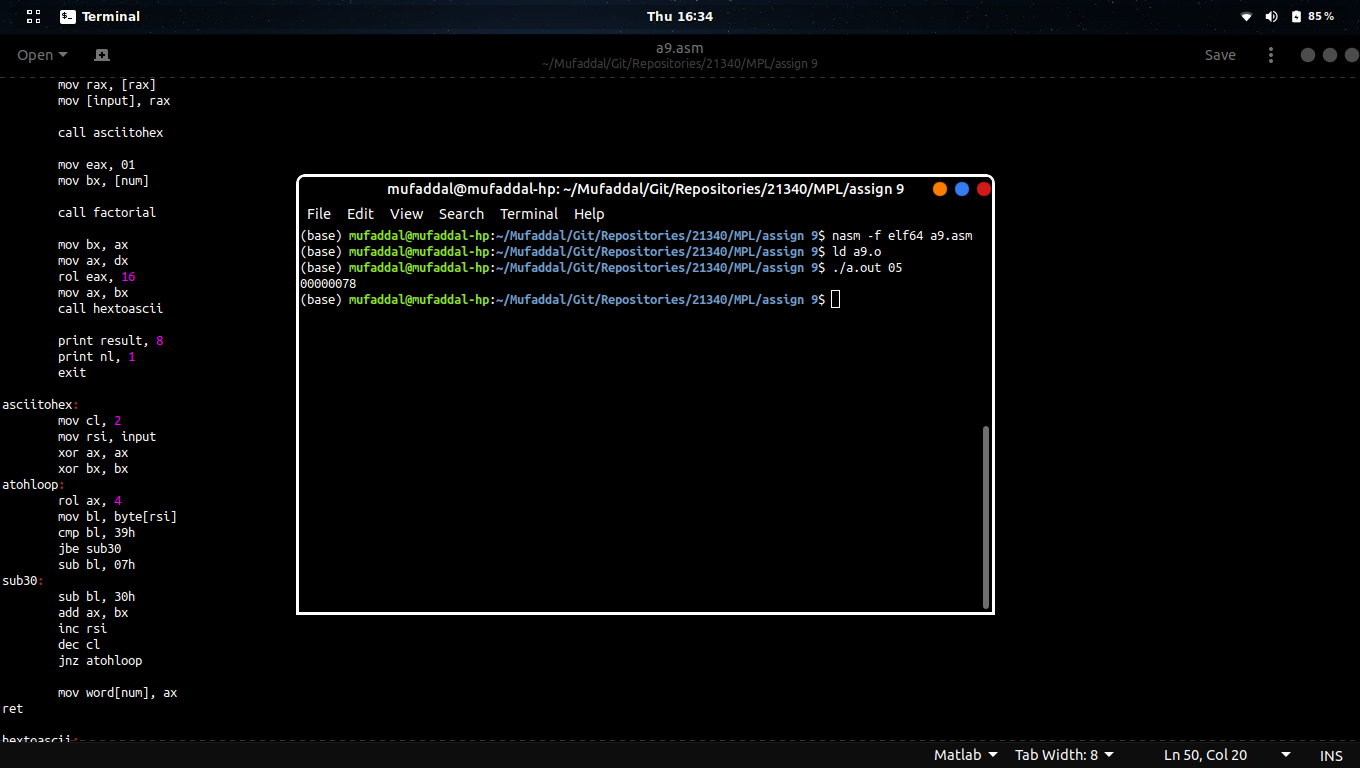 Terminal
Thu 16:34
85%
Open
a9.asm
~/Mufaddal/Git/Repositories/21340/MPL/assign 9
Save
mov rax, [rax]
mov [input], rax
call asciitohex
mov eax, 01
mov bx, [num]
call factorial
mov bx, ax
mov ax, dx
rol eax, 16
mov ax, bx
call hextoascii
print result, 8
print nl, 1
exit
asciitohex:
mov cl, 2
mov rsi, input
xor ax, ax
xor bx, bx
atohloop:
rol ax, 4
mov bl, byte[rsi]
cmp bl, 39h
jbe sub30
sub bl, 07h
sub30:
sub bl, 30h
add ax, bx
inc rsi
dec cl
jnz atohloop
mov word[num], ax
ret
hextoascii:
mufaddal@mufaddal-hp: ~/Mufaddal/Git/Repositories/21340/MPL/assign 9
File Edit View Search Terminal Help
(base) mufaddal@mufaddal-hp:~/Mufaddal/Git/Repositories/21340/MPL/assign 9$ nasm -f elf64 a9.asm
(base) mufaddal@mufaddal-hp:~/Mufaddal/Git/Repositories/21340/MPL/assign 9$ ld a9.o
(base) mufaddal@mufaddal-hp:~/Mufaddal/Git/Repositories/21340/MPL/assign 9$ ./a.out 05
00000078
(base) mufaddal@mufaddal-hp:~/Mufaddal/Git/Repositories/21340/MPL/assign 9$
Matlab
Tab Width: 8
Ln 50, Col 20
INS